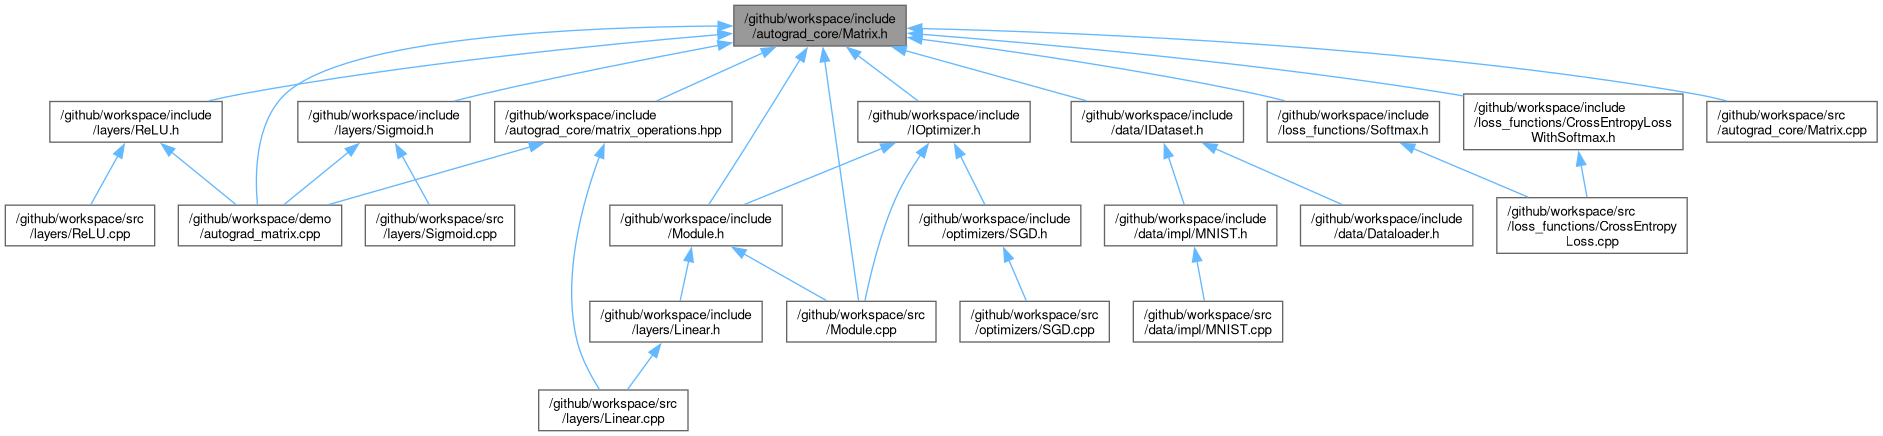 /github/workspace/include
/autograd_core/Matrix.h
/github/workspace/include
/layers/ReLU.h
/github/workspace/include
/layers/Sigmoid.h
/github/workspace/include
/autograd_core/matrix_operations.hpp
/github/workspace/include
/IOptimizer.h
/github/workspace/include
/data/IDataset.h
/github/workspace/include
/loss_functions/Softmax.h
/github/workspace/include
/loss_functions/CrossEntropyLoss
WithSoftmax.h
/github/workspace/src
/autograd_core/Matrix.cpp
/github/workspace/src
/layers/ReLU.cpp
/github/workspace/demo
/autograd_matrix.cpp
/github/workspace/src
/layers/Sigmoid.cpp
/github/workspace/include
/Module.h
/github/workspace/include
/optimizers/SGD.h
/github/workspace/include
/data/impl/MNIST.h
/github/workspace/include
/data/Dataloader.h
/github/workspace/src
/loss_functions/CrossEntropy
Loss.cpp
/github/workspace/include
/layers/Linear.h
/github/workspace/src
/Module.cpp
/github/workspace/src
/optimizers/SGD.cpp
/github/workspace/src
/data/impl/MNIST.cpp
/github/workspace/src
/layers/Linear.cpp